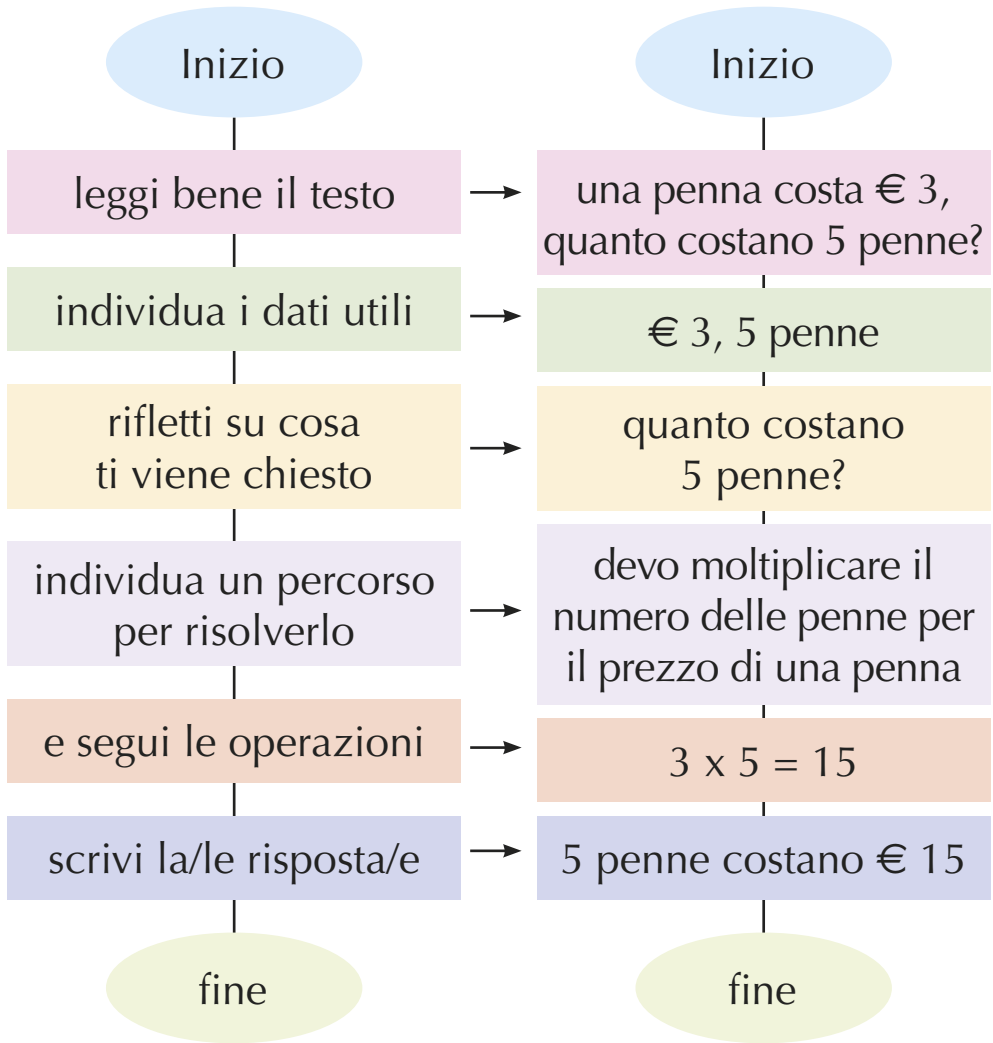 Inizio
leggi bene il testo
individua i dati utili
rifletti su cosa
ti viene chiesto
individua un percorso
per risolverlo
e segui le operazioni
scrivi la/le risposta/e
fine
Inizio
una penna costa € 3,
quanto costano 5 penne?
€ 3, 5 penne
quanto costano
5 penne?
devo moltiplicare il
numero delle penne per
il prezzo di una penna
3 x 5 = 15
5 penne costano € 15
fine